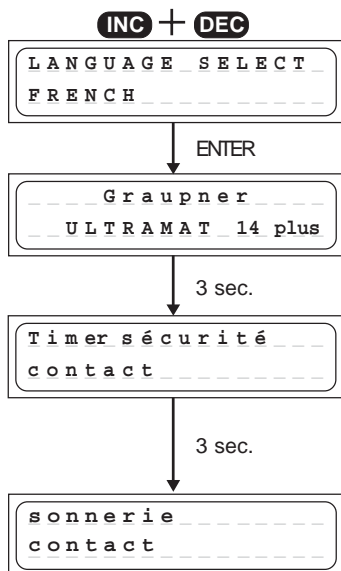 INC + DEC
LANGUAGE SELECT
FRENCH
ENTER
Graupner
ULTRAMAT 14 plus
3 sec.
Timer sécurité
contact
3 sec.
sonnerie
contact